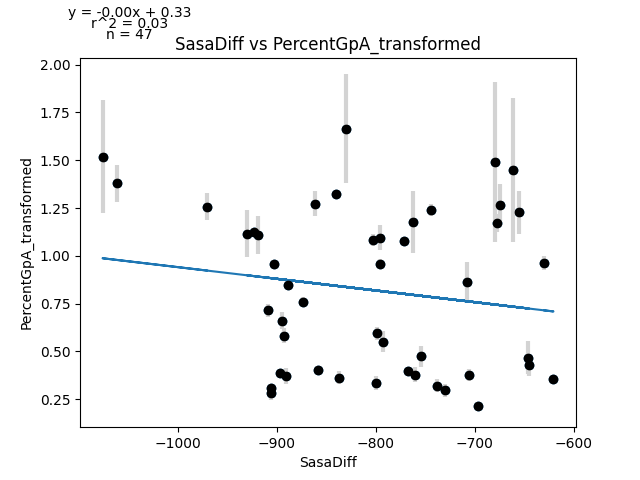 y = -0.00x + 0.33
r^2 = 0.03
n = 47
SasaDiff vs PercentGpA_transformed
2.00
1.75
1.50
1.25
1.00
0.75
0.50
0.25
PercentGpA_transformed
−1000
−900
−800
−700
−600
SasaDiff